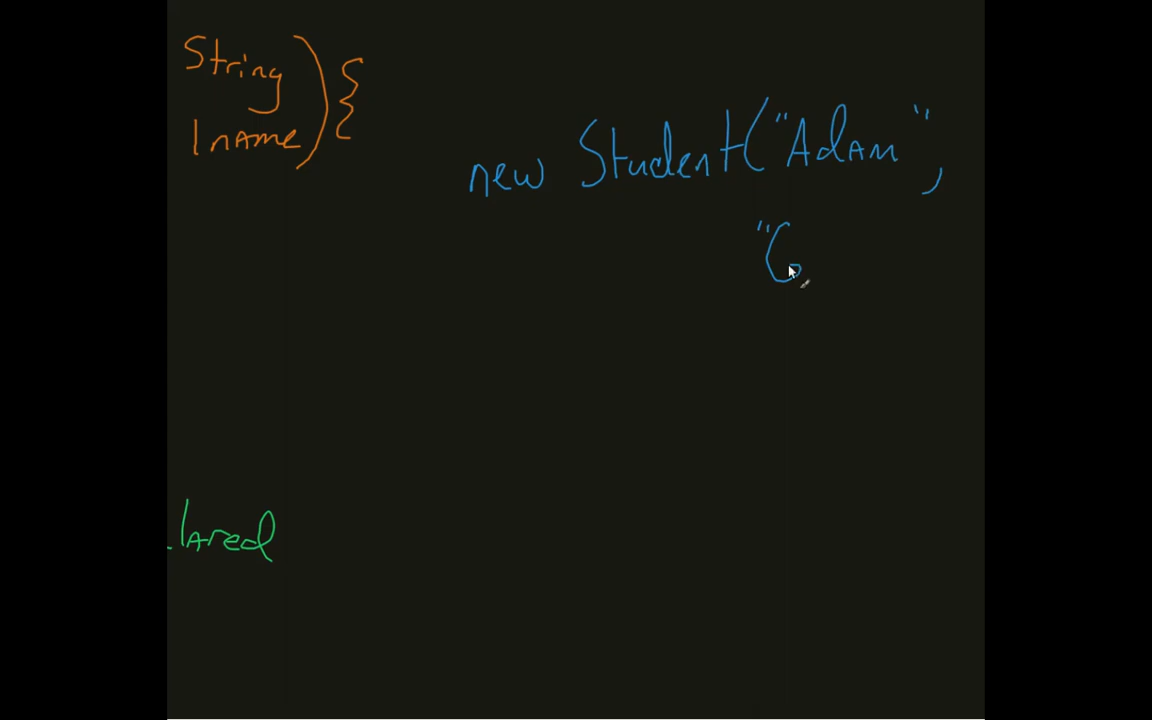 String
lname){
new Student("Adam",
"G
lared